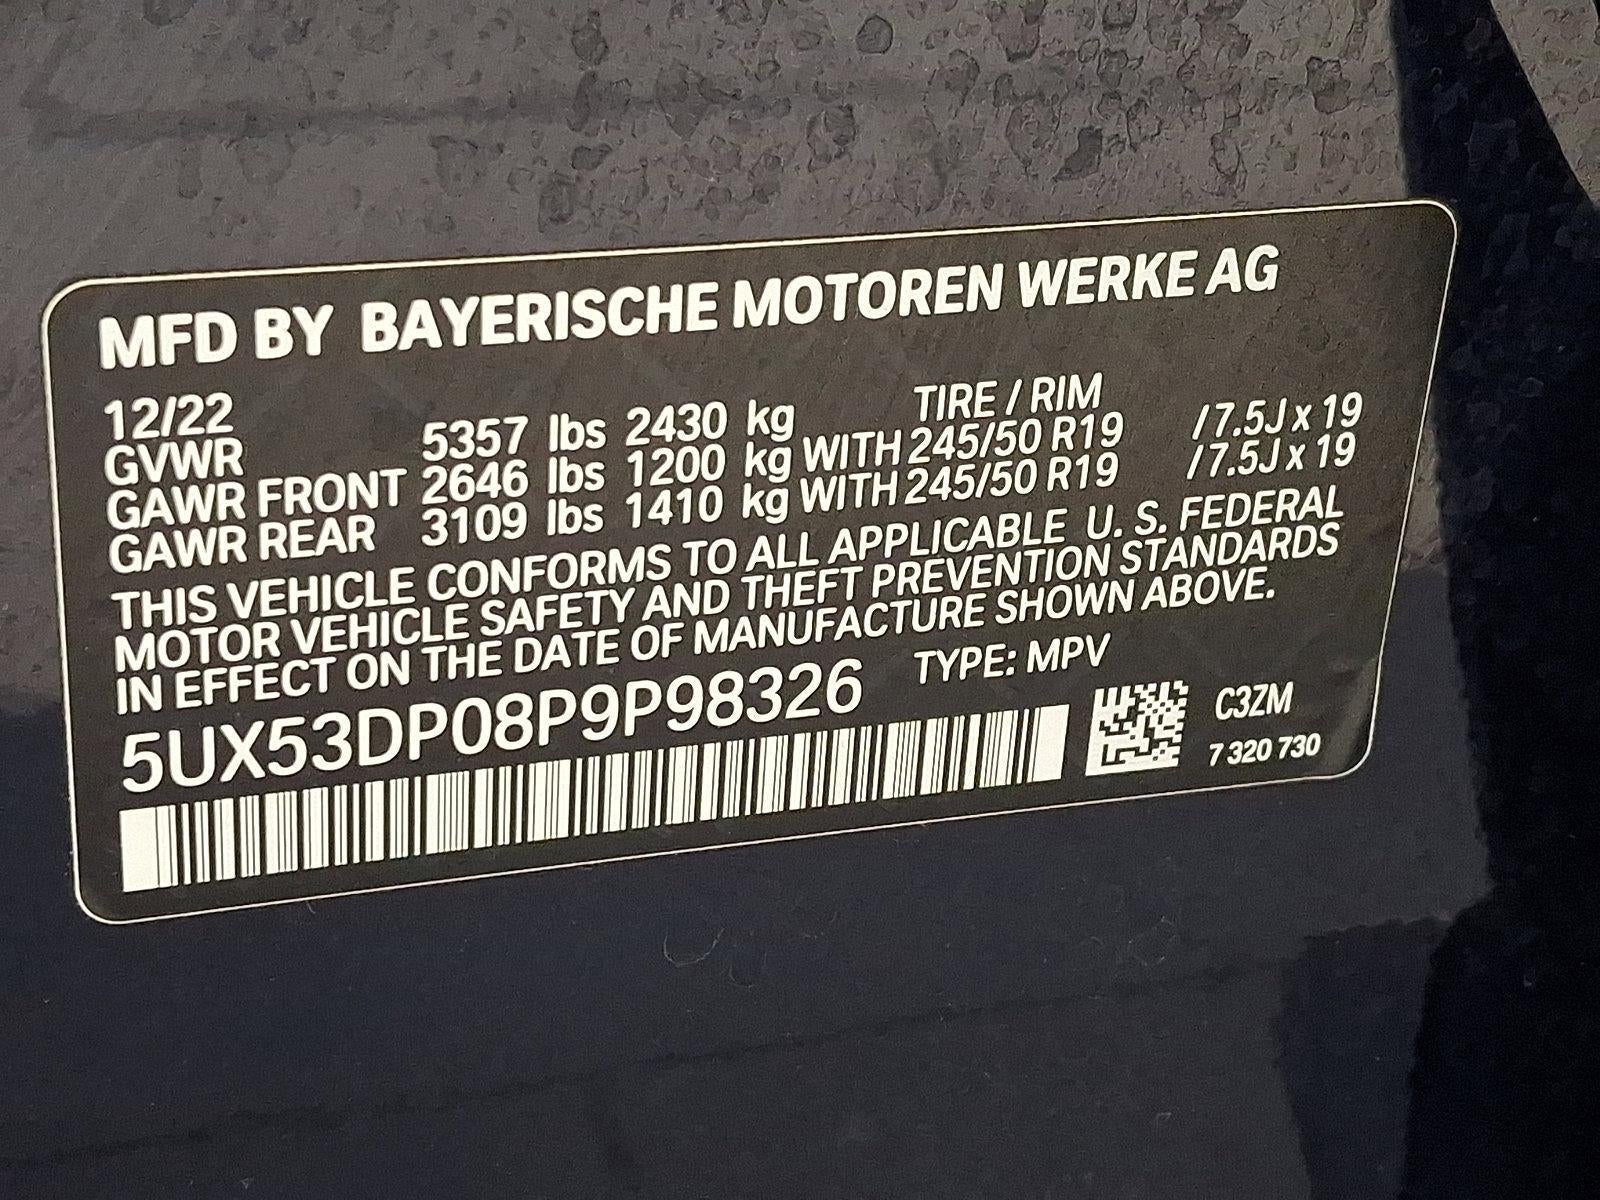 MFD BY BAYERISCHE MOTOREN WERKE AG
12/22 TIRE / RIM
GVWR 5357 lbs 2430 kg
GAWR FRONT 2646 lbs 1200 kg WITH 245/50 R19 / 7.5J x 19
GAWR REAR 3109 lbs 1410 kg WITH 245/50 R19 / 7.5J x 19
THIS VEHICLE CONFORMS TO ALL APPLICABLE U. S. FEDERAL
MOTOR VEHICLE SAFETY AND THEFT PREVENTION STANDARDS
IN EFFECT ON THE DATE OF MANUFACTURE SHOWN ABOVE.
5UX53DP08P9P98326 TYPE: MPV
C3ZM
7 320 730